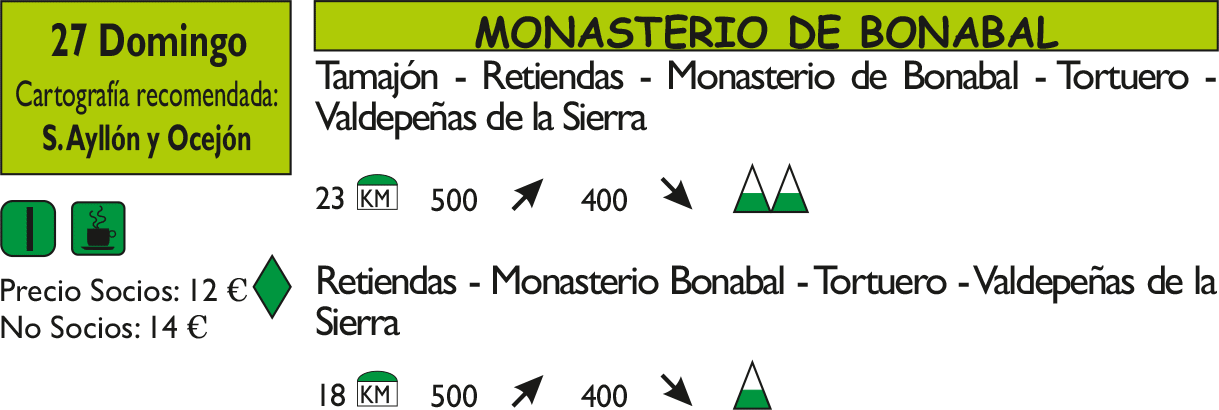 27 Domingo
Cartografía recomendada:
S. Ayllón y Ocejón
Precio Socios: 12 €
No Socios: 14 €
MONASTERIO DE BONABAL
Tamajón - Retiendas - Monasterio de Bonabal - Tortuero -
Valdepeñas de la Sierra
23 KM 500 400
Retiendas - Monasterio Bonabal - Tortuero - Valdepeñas de la
Sierra
18 KM 500 400